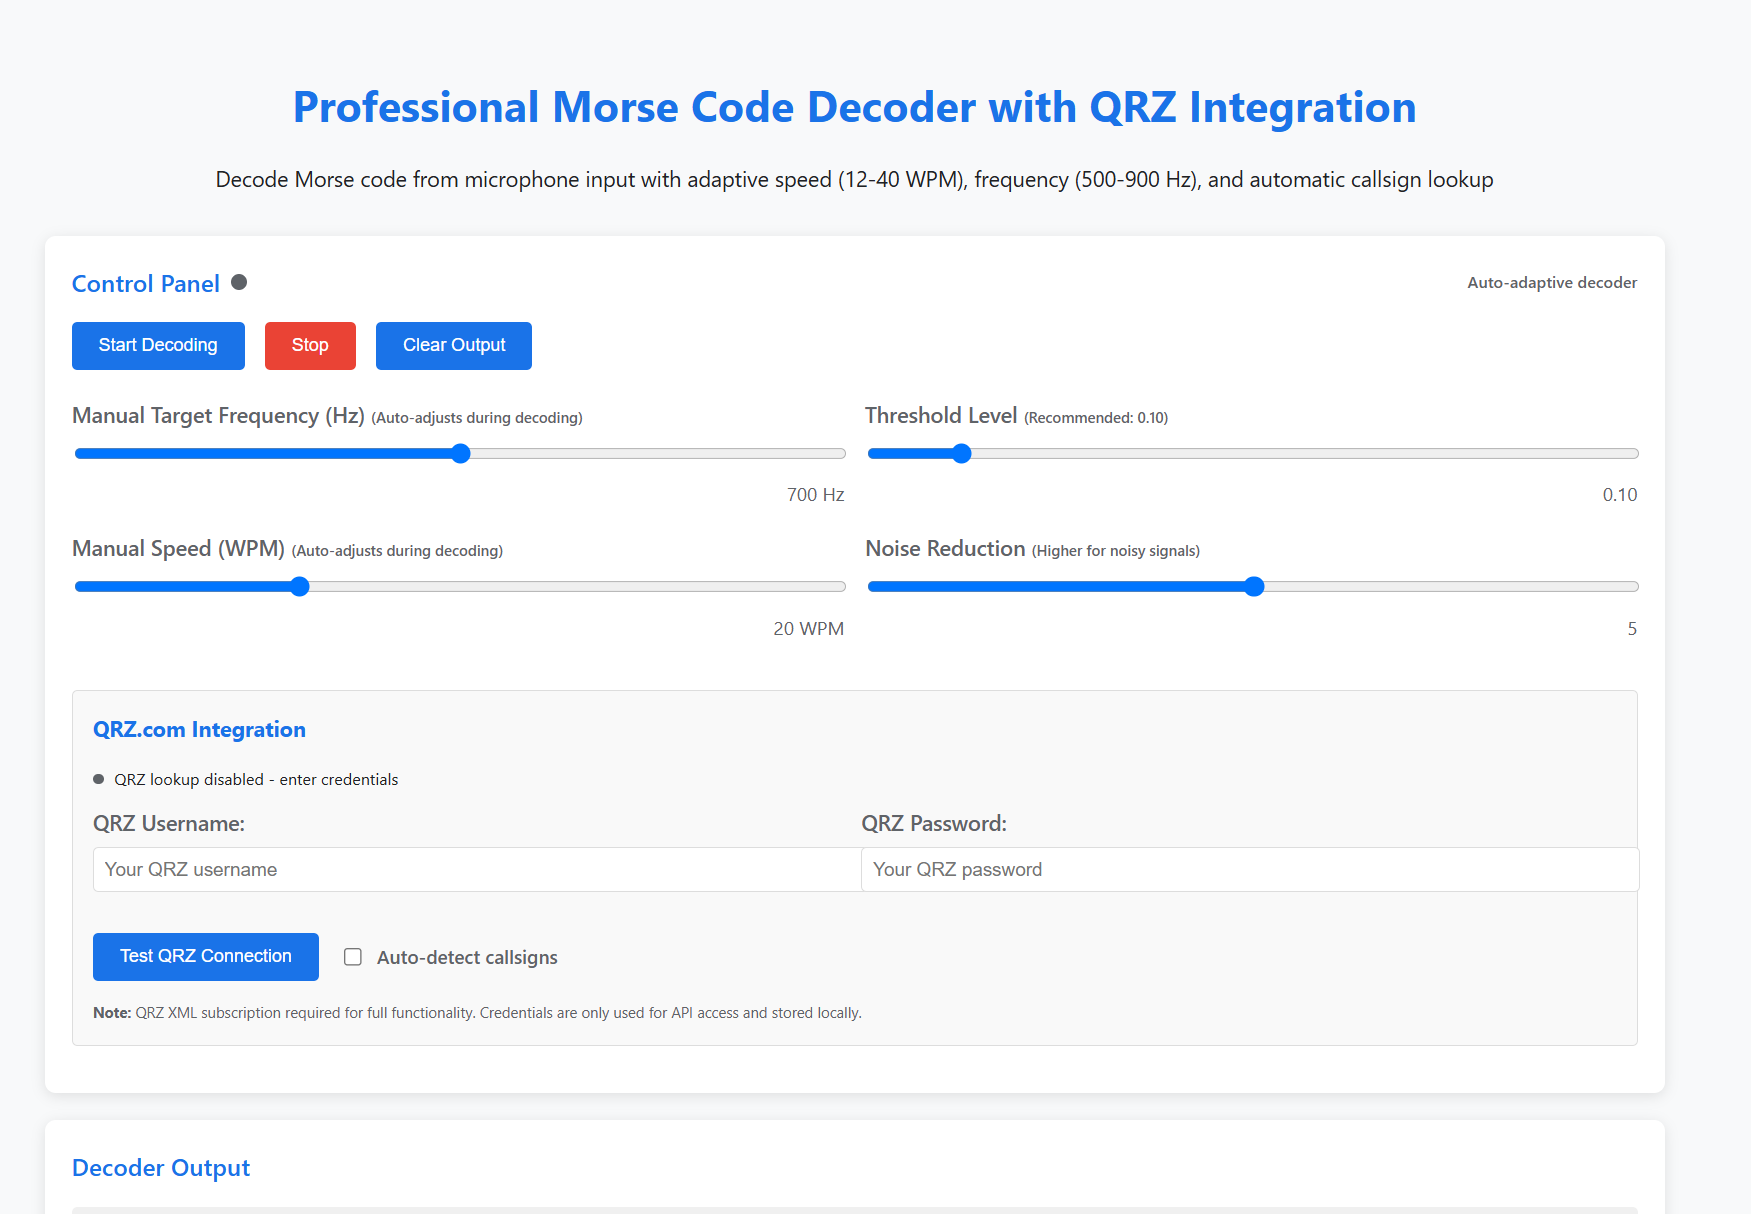 Professional Morse Code Decoder with QRZ Integration
Decode Morse code from microphone input with adaptive speed (12-40 WPM), frequency (500-900 Hz), and automatic callsign lookup
Control Panel
Auto-adaptive decoder
Start Decoding
Stop
Clear Output
Manual Target Frequency (Hz) (Auto-adjusts during decoding)
700 Hz
Threshold Level (Recommended: 0.10)
0.10
Manual Speed (WPM) (Auto-adjusts during decoding)
20 WPM
Noise Reduction (Higher for noisy signals)
5
QRZ.com Integration
QRZ lookup disabled - enter credentials
QRZ Username:
Your QRZ username
QRZ Password:
Your QRZ password
Test QRZ Connection
Auto-detect callsigns
Note: QRZ XML subscription required for full functionality. Credentials are only used for API access and stored locally.
Decoder Output